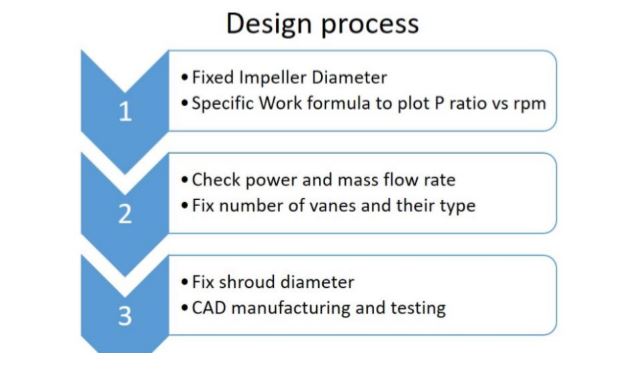 Design process
1
• Fixed Impeller Diameter
• Specific Work formula to plot P ratio vs rpm
2
• Check power and mass flow rate
• Fix number of vanes and their type
3
• Fix shroud diameter
• CAD manufacturing and testing